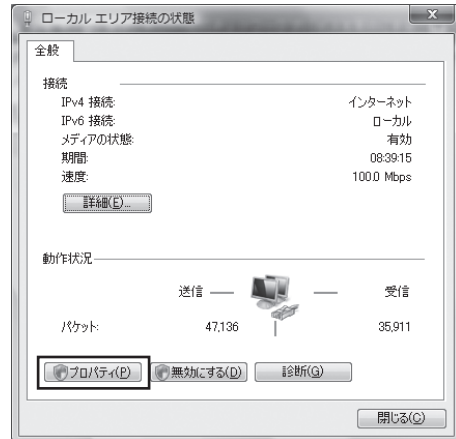 ローカル エリア接続の状態
全般
接続
IPv4 接続: インターネット
IPv6 接続: ローカル
メディアの状態: 有効
期間: 08:39:15
速度: 100.0 Mbps
詳細(E)...
動作状況
送信 受信
パケット: 47,136 35,911
プロパティ(P) 無効にする(D) 診断(G)
閉じる(C)